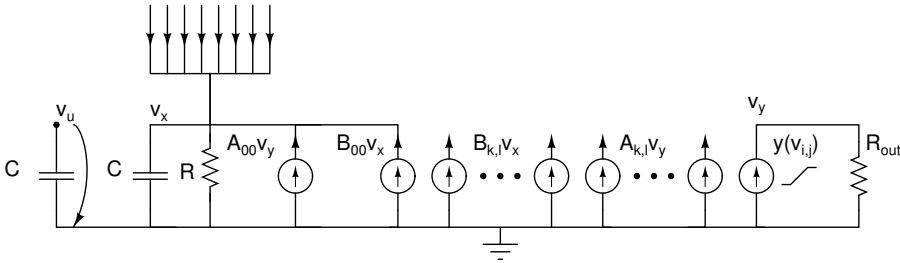 v_u
v_x
v_y
C
C
R
A_00v_y
B_00v_x
B_k,lv_x
A_k,lv_y
y(v_i,j)
R_out